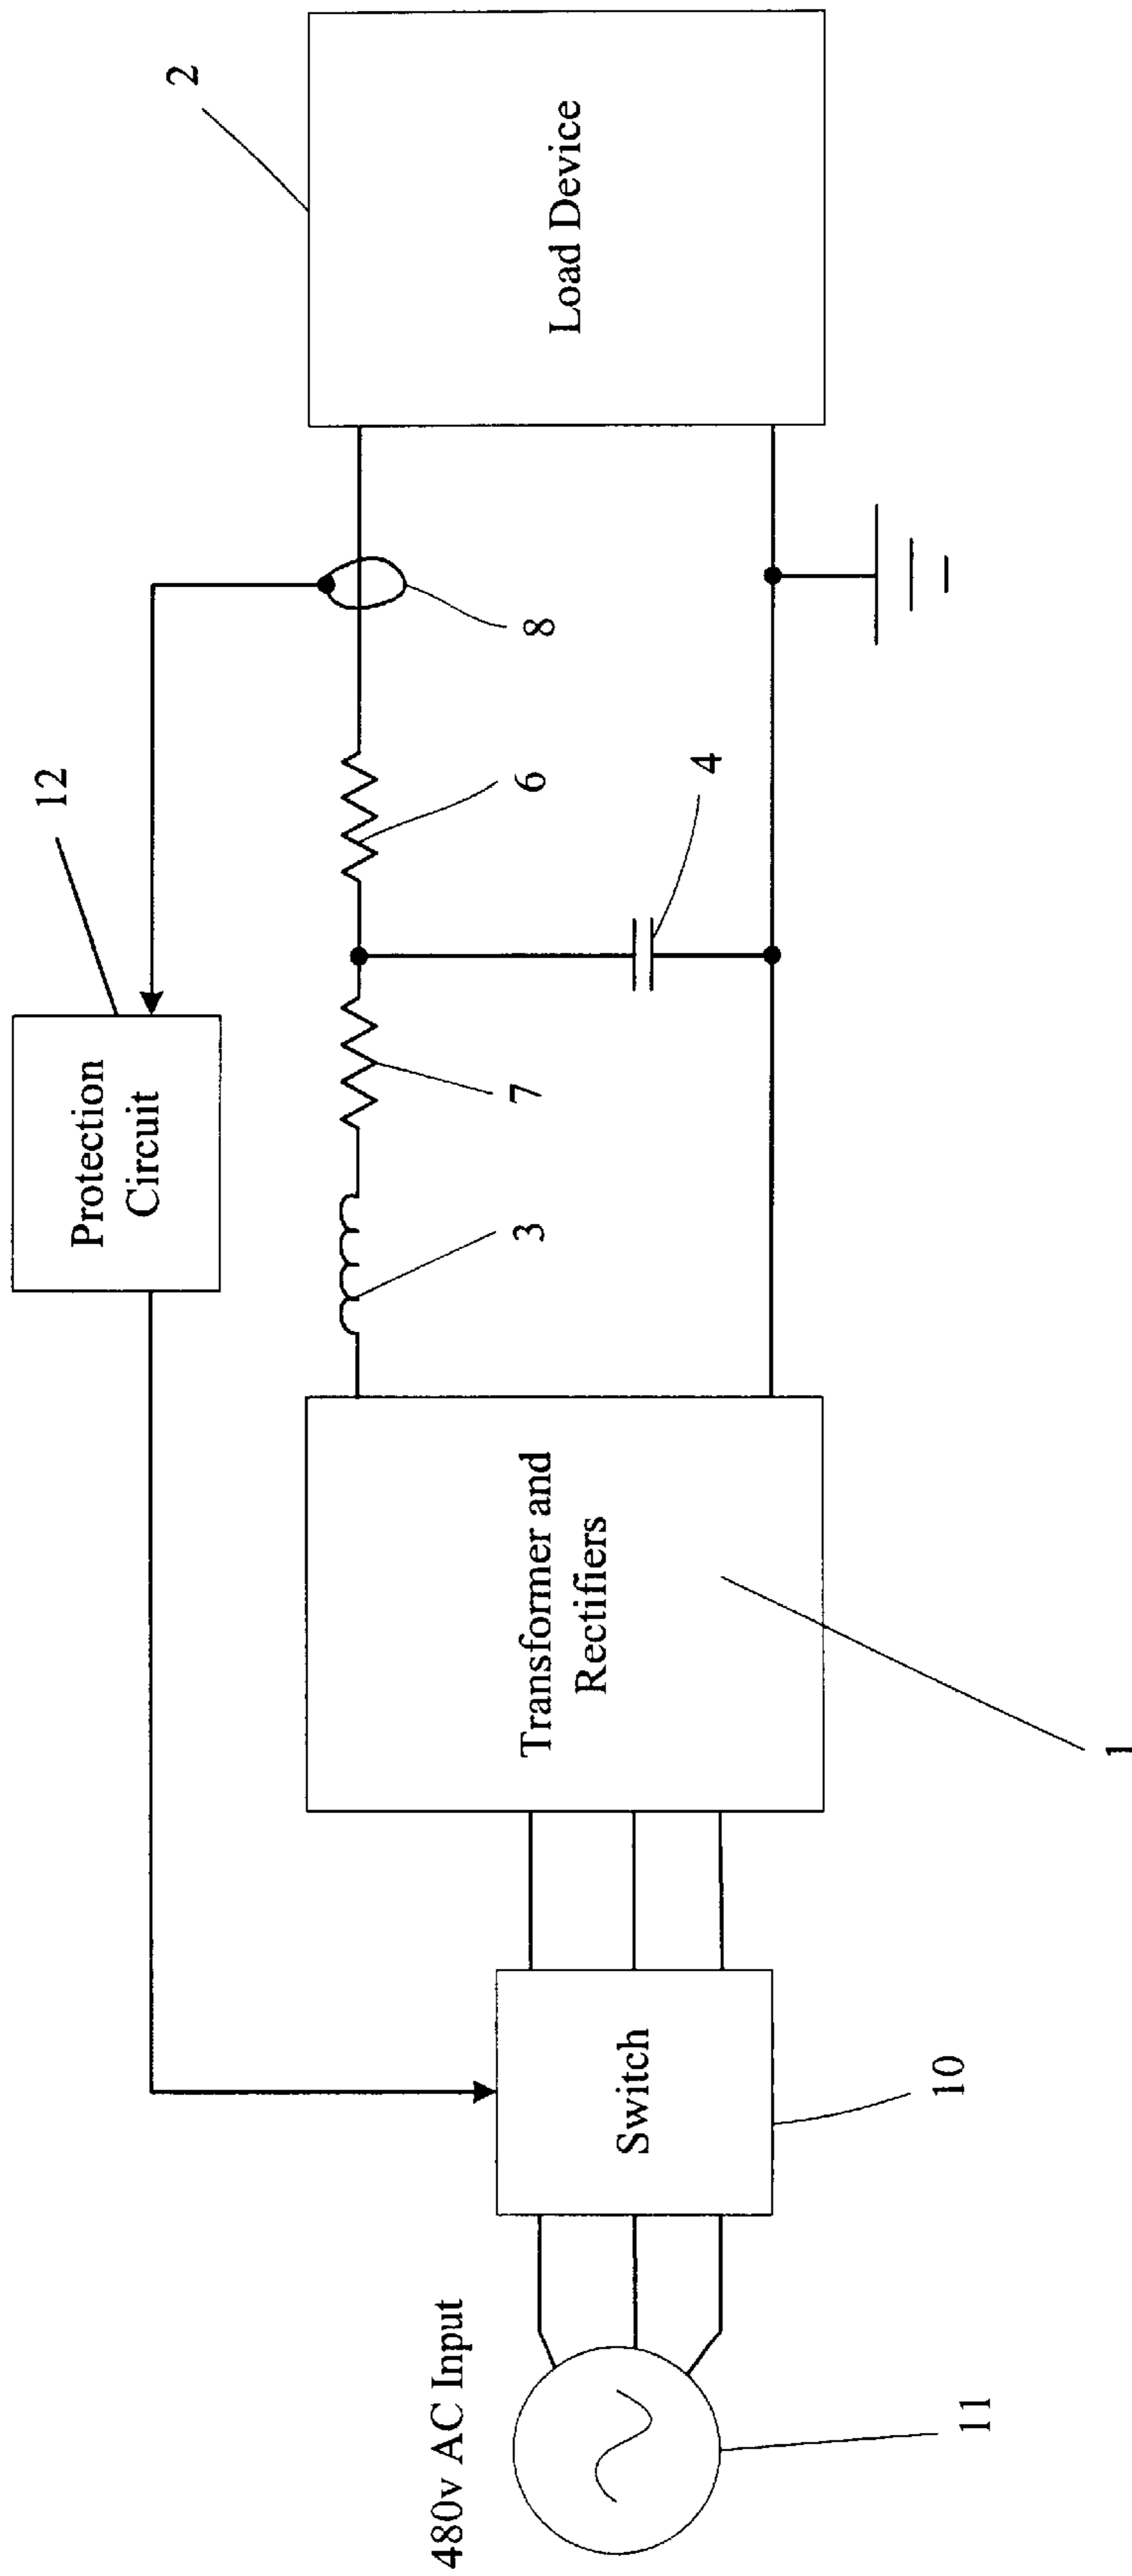 12
Protection
Circuit
2
Load Device
8
6
7
3
4
Transformer and
Rectifiers
1
Switch
10
480v AC Input
11